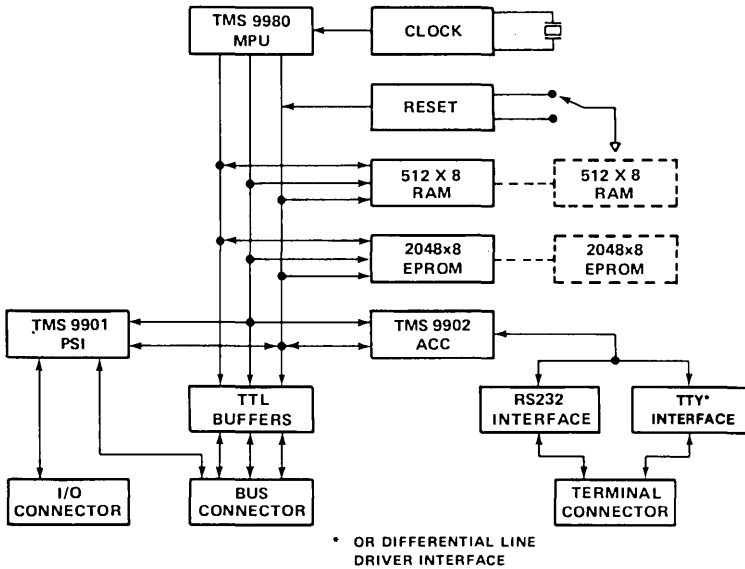 TMS 9980
MPU
CLOCK
RESET
512 X 8
RAM
512 X 8
RAM
2048x8
EPROM
2048x8
EPROM
TMS 9901
PSI
TMS 9902
ACC
TTL
BUFFERS
RS232
INTERFACE
TTY*
INTERFACE
I/O
CONNECTOR
BUS
CONNECTOR
TERMINAL
CONNECTOR
* OR DIFFERENTIAL LINE
DRIVER INTERFACE